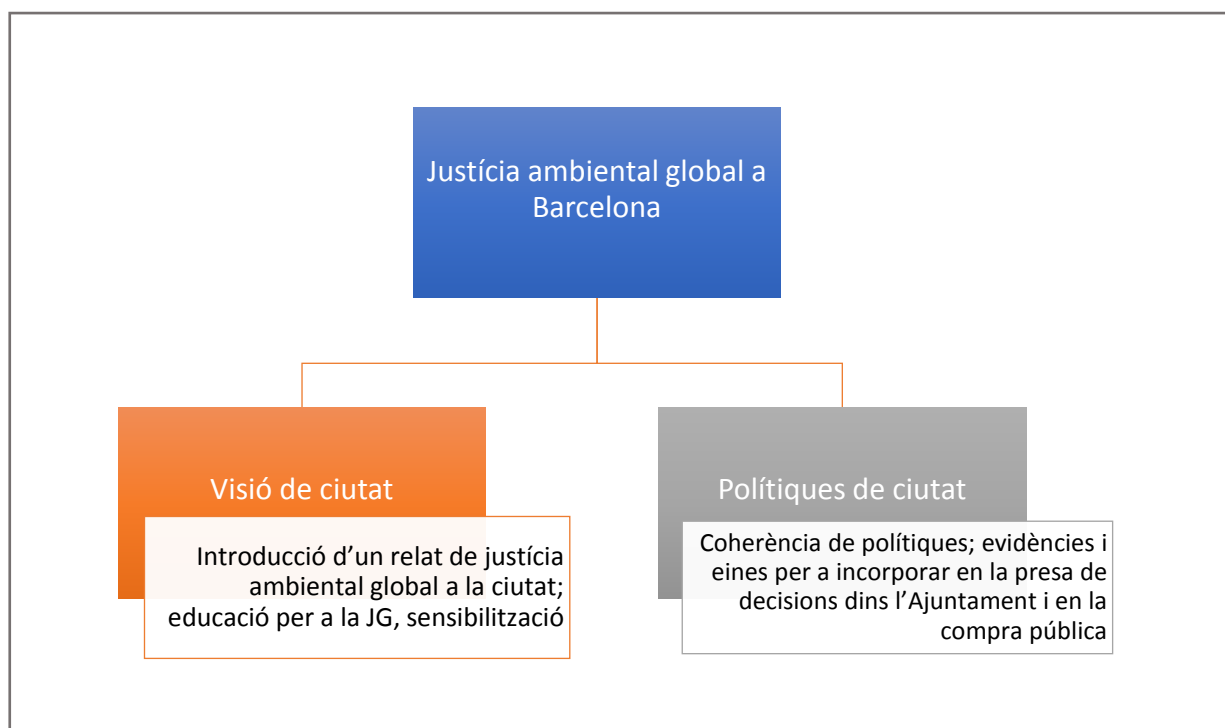 Justícia ambiental global a
Barcelona
Visió de ciutat
Introducció d’un relat de justícia
ambiental global a la ciutat;
educació per a la JG, sensibilització
Polítiques de ciutat
Coherència de polítiques; evidències i
eines per a incorporar en la presa de
decisions dins l’Ajuntament i en la
compra pública